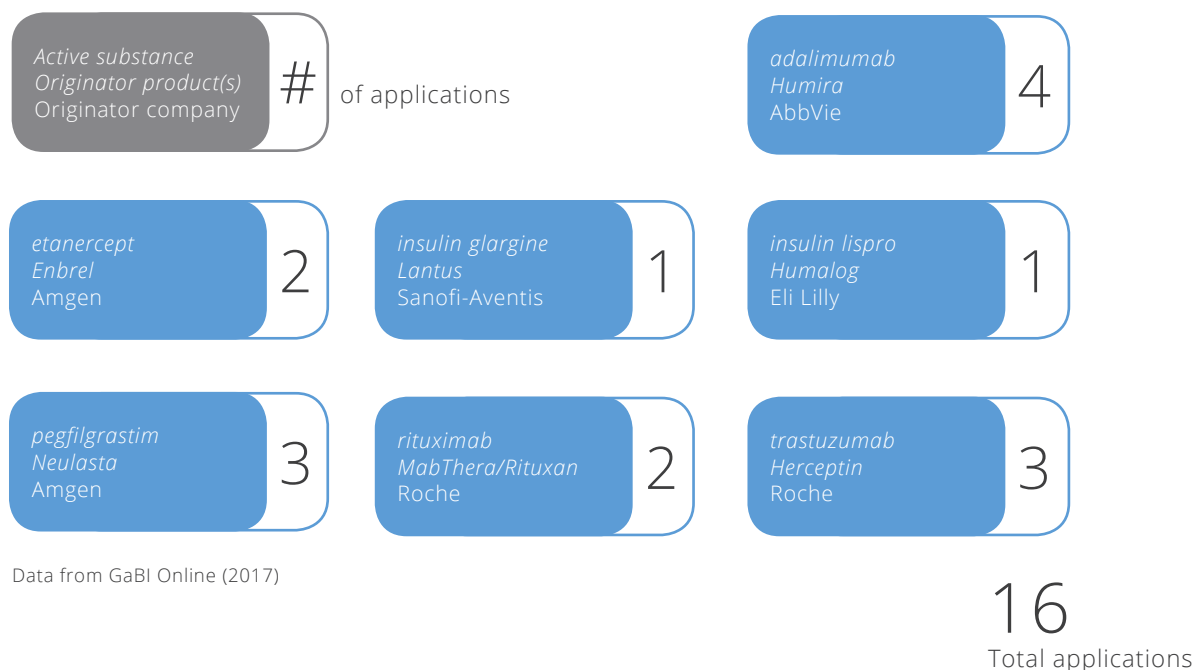 Active substance
Originator product(s)
Originator company
#
of applications
adalimumab
Humira
AbbVie
4
etanercept
Enbrel
Amgen
2
insulin glargine
Lantus
Sanofi-Aventis
1
insulin lispro
Humalog
Eli Lilly
1
pegfilgrastim
Neulasta
Amgen
3
rituximab
MabThera/Rituxan
Roche
2
trastuzumab
Herceptin
Roche
3
Data from GaBI Online (2017)
16
Total applications